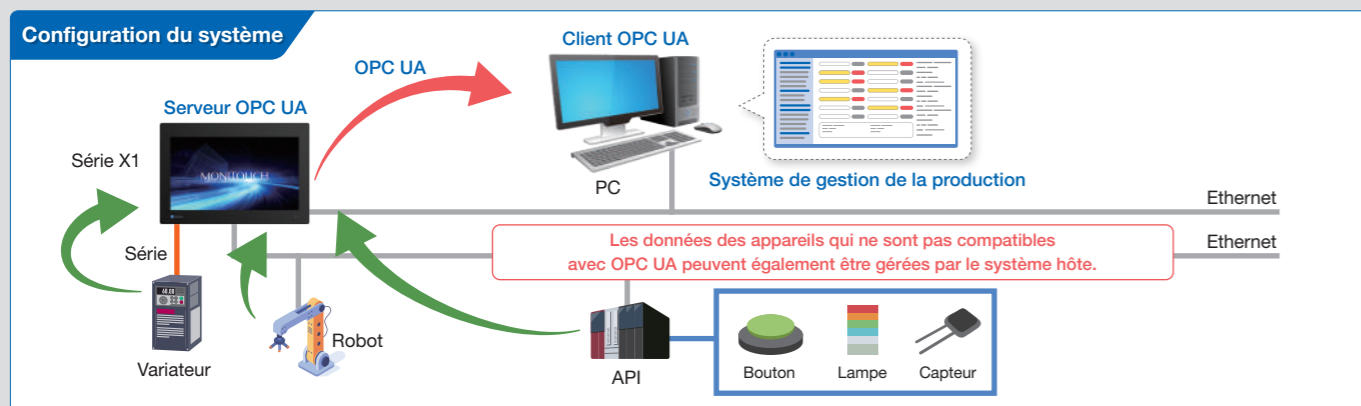 Configuration du système
Client OPC UA
OPC UA
Serveur OPC UA
Série X1
MONITOUCH
PC
Système de gestion de la production
Ethernet
Ethernet
Série
Les données des appareils qui ne sont pas compatibles
avec OPC UA peuvent également être gérées par le système hôte.
60.00
Variateur
Robot
API
Bouton
Lampe
Capteur